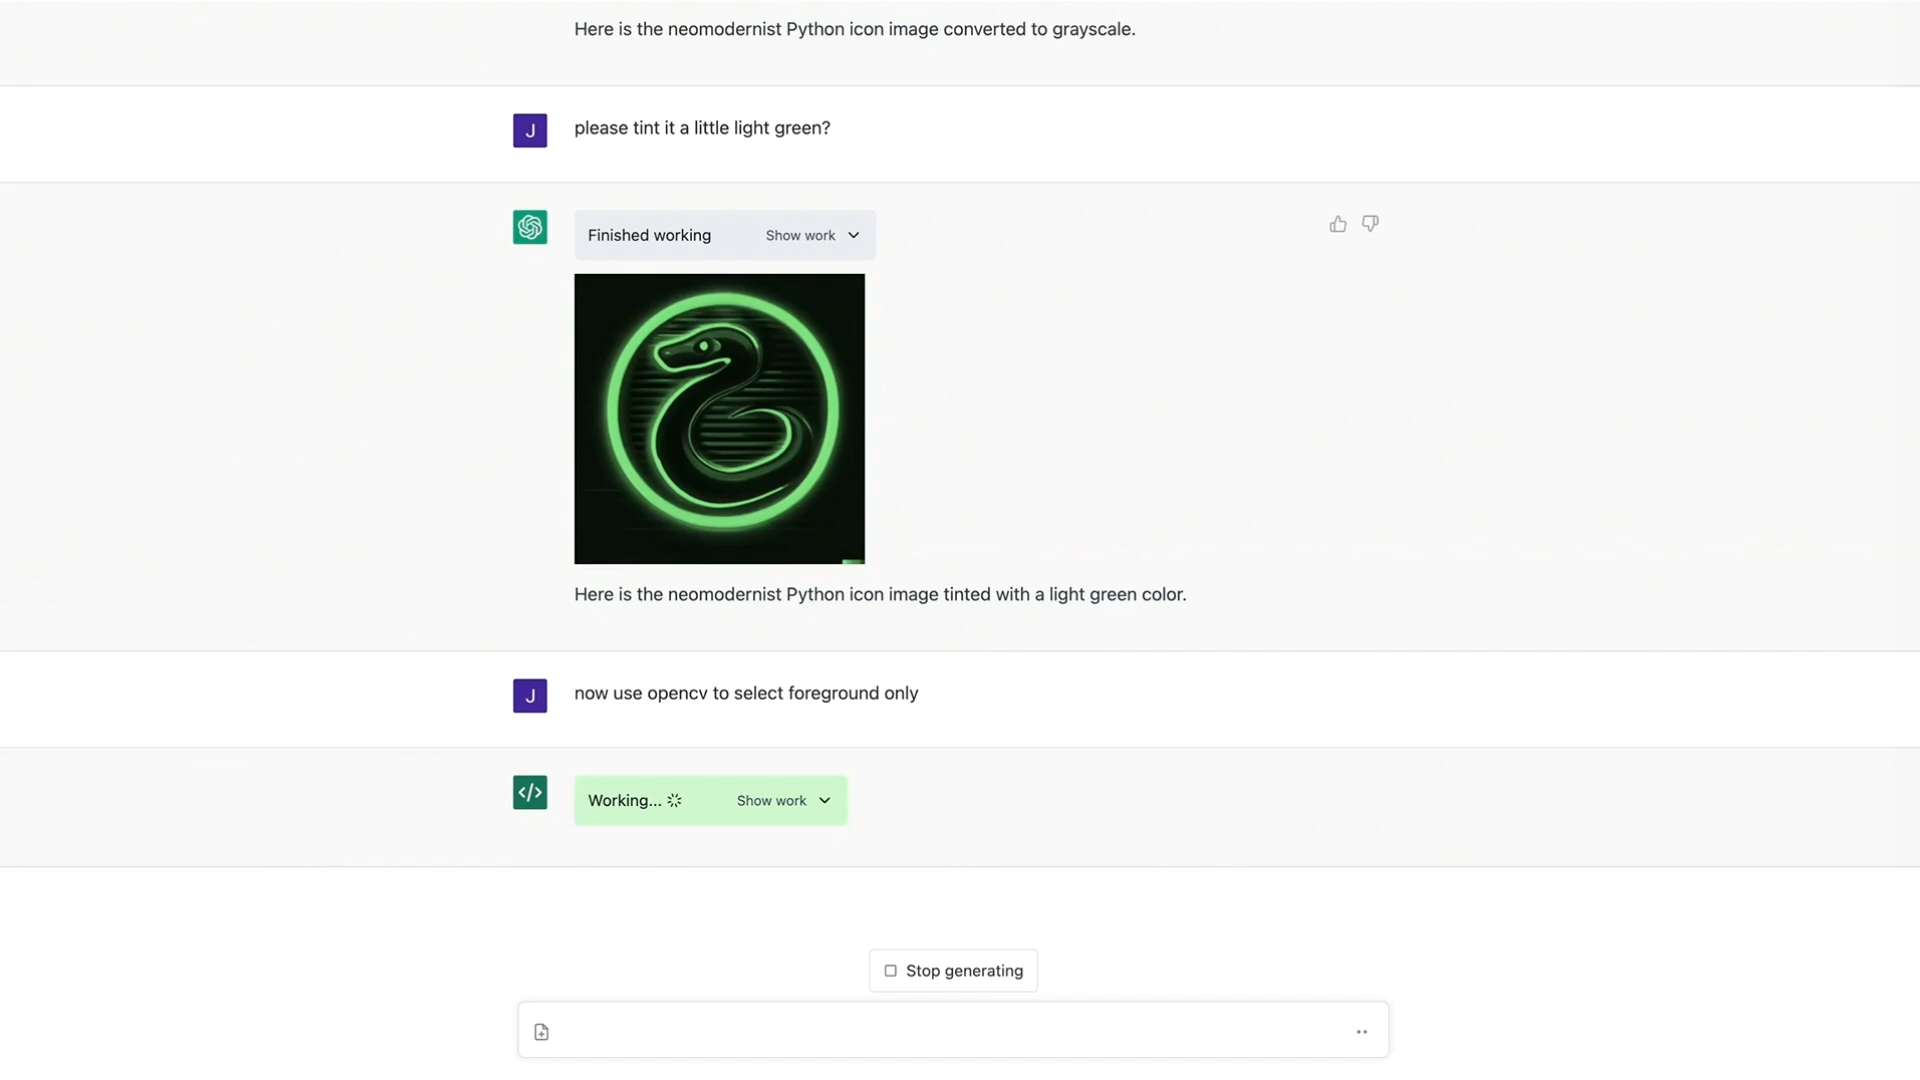 Here is the neomodernist Python icon image converted to grayscale.
J
please tint it a little light green?
Finished working
Show work
Here is the neomodernist Python icon image tinted with a light green color.
J
now use opencv to select foreground only
</>
Working...
Show work
Stop generating